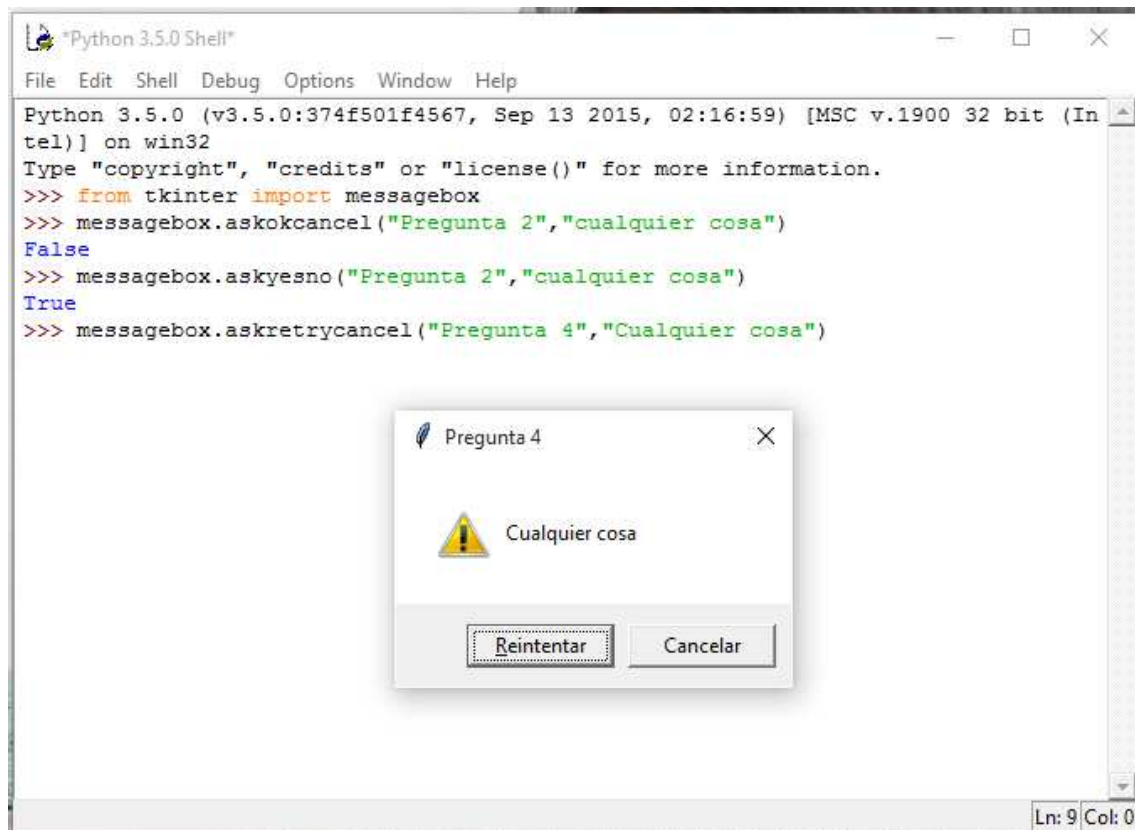 *Python 3.5.0 Shell*
File Edit Shell Debug Options Window Help
Python 3.5.0 (v3.5.0:374f501f4567, Sep 13 2015, 02:16:59) [MSC v.1900 32 bit (In
tel)] on win32
Type "copyright", "credits" or "license()" for more information.
>>> from tkinter import messagebox
>>> messagebox.askokcancel("Pregunta 2","cualquier cosa")
False
>>> messagebox.askyesno("Pregunta 2","cualquier cosa")
True
>>> messagebox.askretrycancel("Pregunta 4","Cualquier cosa")
Pregunta 4
Cualquier cosa
Reintentar Cancelar
Ln: 9 Col: 0